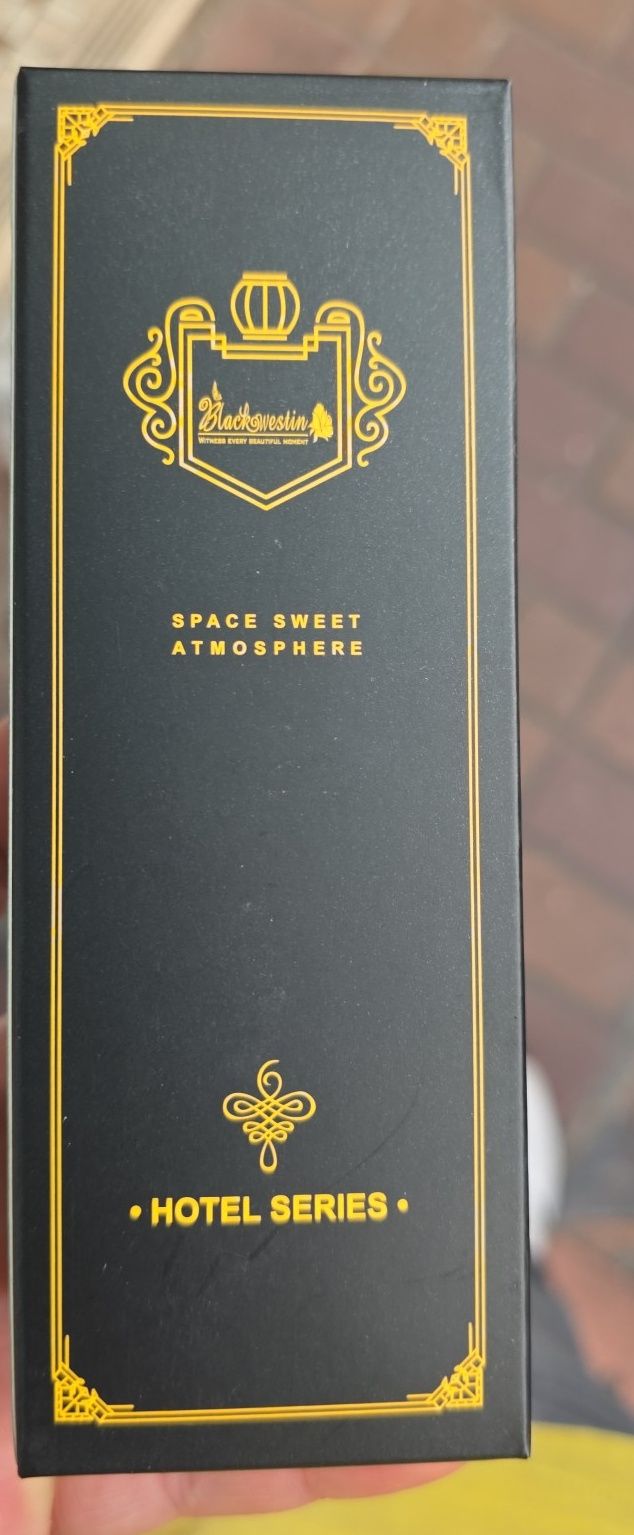 Blackwestin
WITNESS EVERY BEAUTIFUL MOMENT
SPACE SWEET
ATMOSPHERE
• HOTEL SERIES •